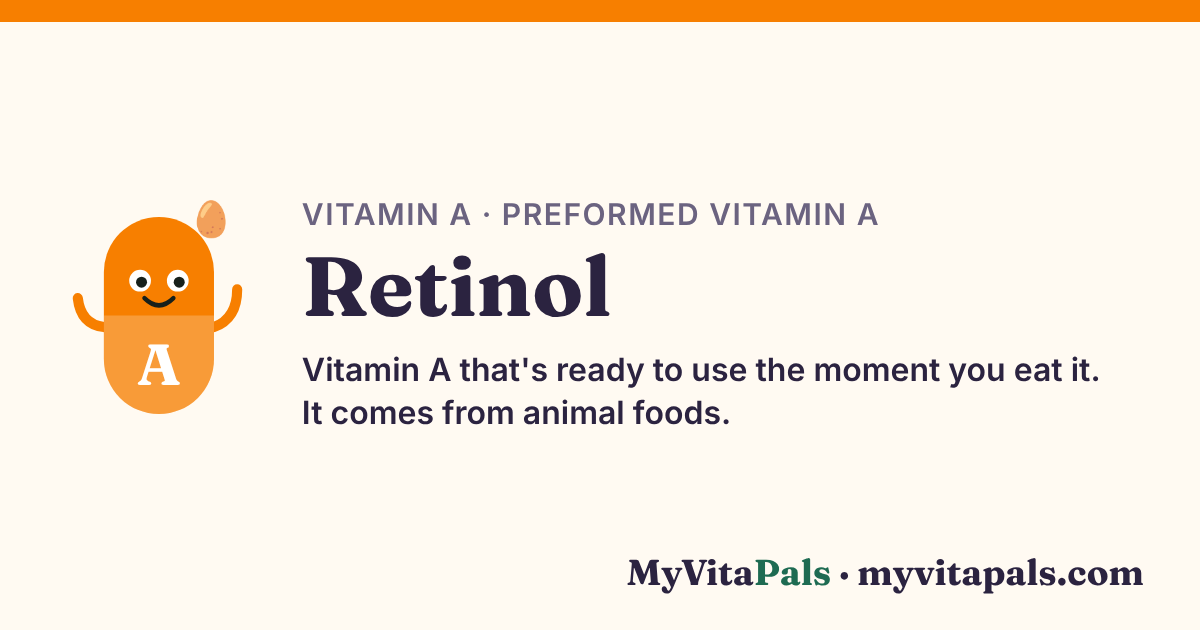 VITAMIN A · PREFORMED VITAMIN A
Retinol
A
Vitamin A that's ready to use the moment you eat it.
It comes from animal foods.
MyVitaPals · myvitapals.com